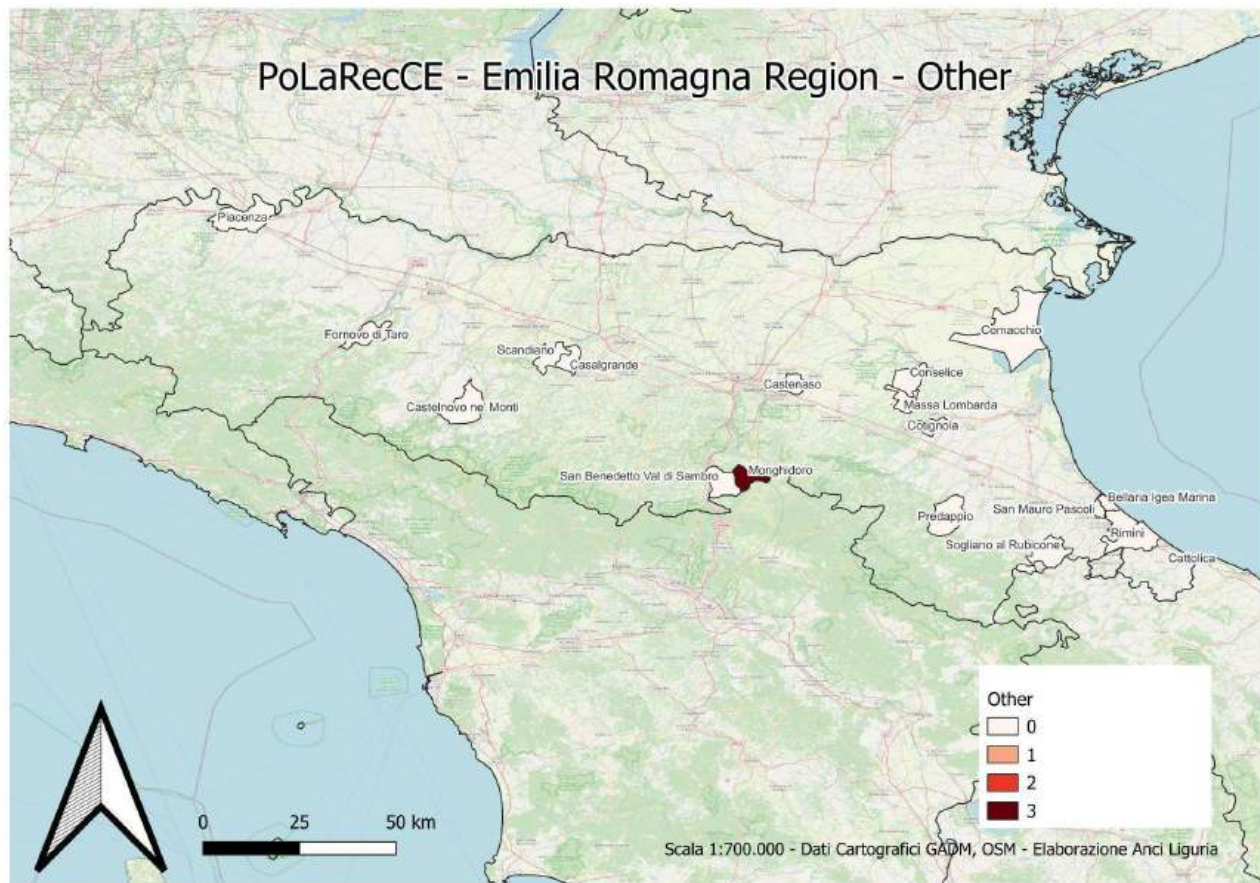 PoLaRecCE - Emilia Romagna Region - Other
Piacenza
Fornovo di Taro
Scandiano
Casalgrande
Castelnovo ne' Monti
Comacchio
Conselice
Castenaso
Massa Lombarda
Cotignola
San Benedetto Val di Sambro
Monghidoro
Bellaria Igea Marina
San Mauro Pascoli
Predappio
Rimini
Sogliano al Rubicone
Cattolica
Other
0
1
2
3
0 25 50 km
Scala 1:700.000 - Dati Cartografici GADM, OSM - Elaborazione Anci Liguria